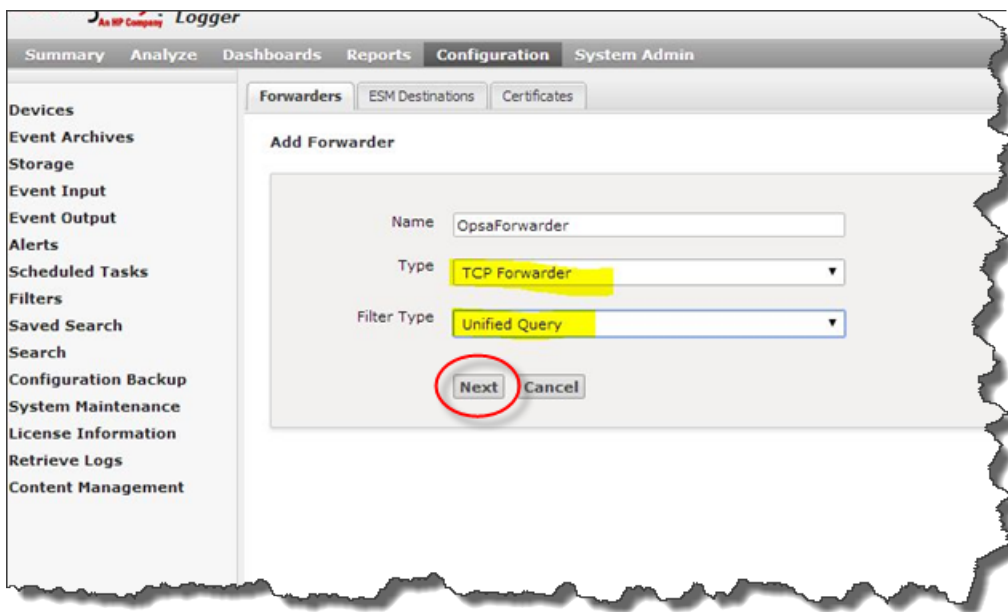 An HP Company Logger
Summary Analyze Dashboards Reports Configuration System Admin
Forwarders ESM Destinations Certificates
Devices
Event Archives
Storage
Event Input
Event Output
Alerts
Scheduled Tasks
Filters
Saved Search
Search
Configuration Backup
System Maintenance
License Information
Retrieve Logs
Content Management
Add Forwarder
Name OpsaForwarder
Type TCP Forwarder
Filter Type Unified Query
Next Cancel